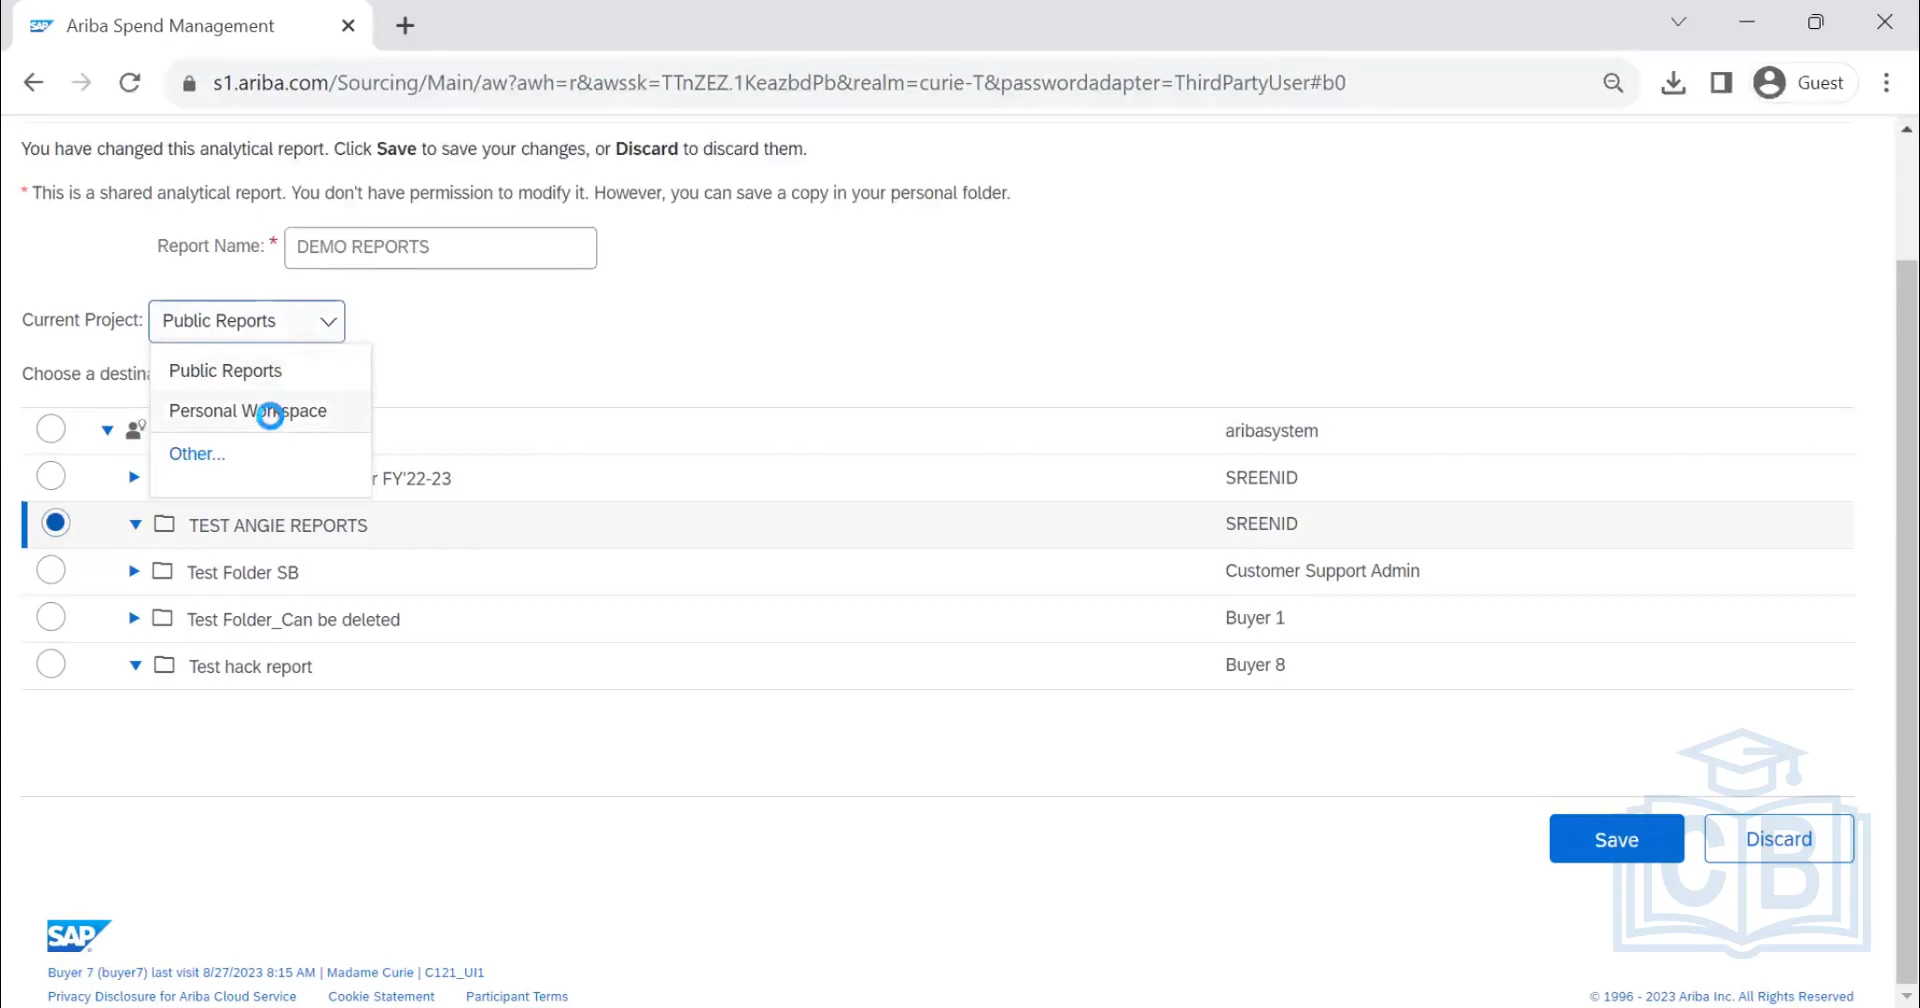 SAP Ariba Spend Management
s1.ariba.com/Sourcing/Main/aw?awh=r&awssk=TTnZEZ.1KeazbdPb&realm=curie-T&passwordadapter=ThirdPartyUser#b0 Guest
You have changed this analytical report. Click Save to save your changes, or Discard to discard them.
* This is a shared analytical report. You don't have permission to modify it. However, you can save a copy in your personal folder.
Report Name: * DEMO REPORTS
Current Project: Public Reports
Public Reports
Choose a destina
Personal Workspace
aribasystem
Other...
r FY'22-23 SREENID
TEST ANGIE REPORTS SREENID
Test Folder SB Customer Support Admin
Test Folder_Can be deleted Buyer 1
Test hack report Buyer 8
Save Discard
CB
SAP
Buyer 7 (buyer7) last visit 8/27/2023 8:15 AM | Madame Curie | C121_UI1
Privacy Disclosure for Ariba Cloud Service Cookie Statement Participant Terms © 1996 - 2023 Ariba Inc. All Rights Reserved